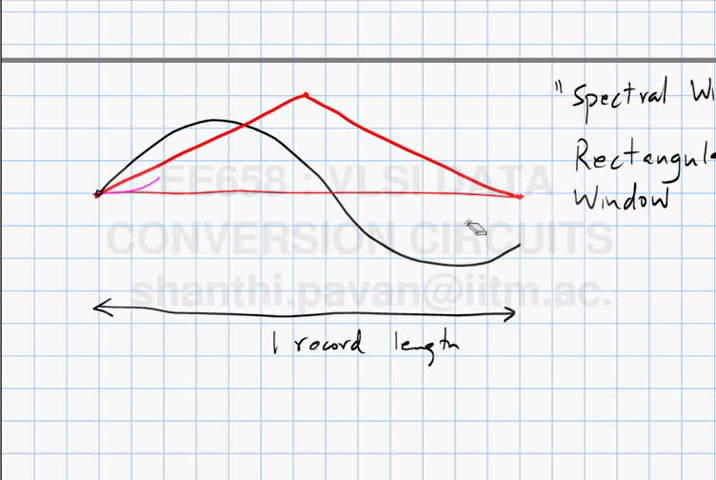 " Spectral
Rectangul
Window
EE658 : VLSI DATA
CONVERSION CIRCUITS
shanthi.pavan@iitm.ac.
1 record length